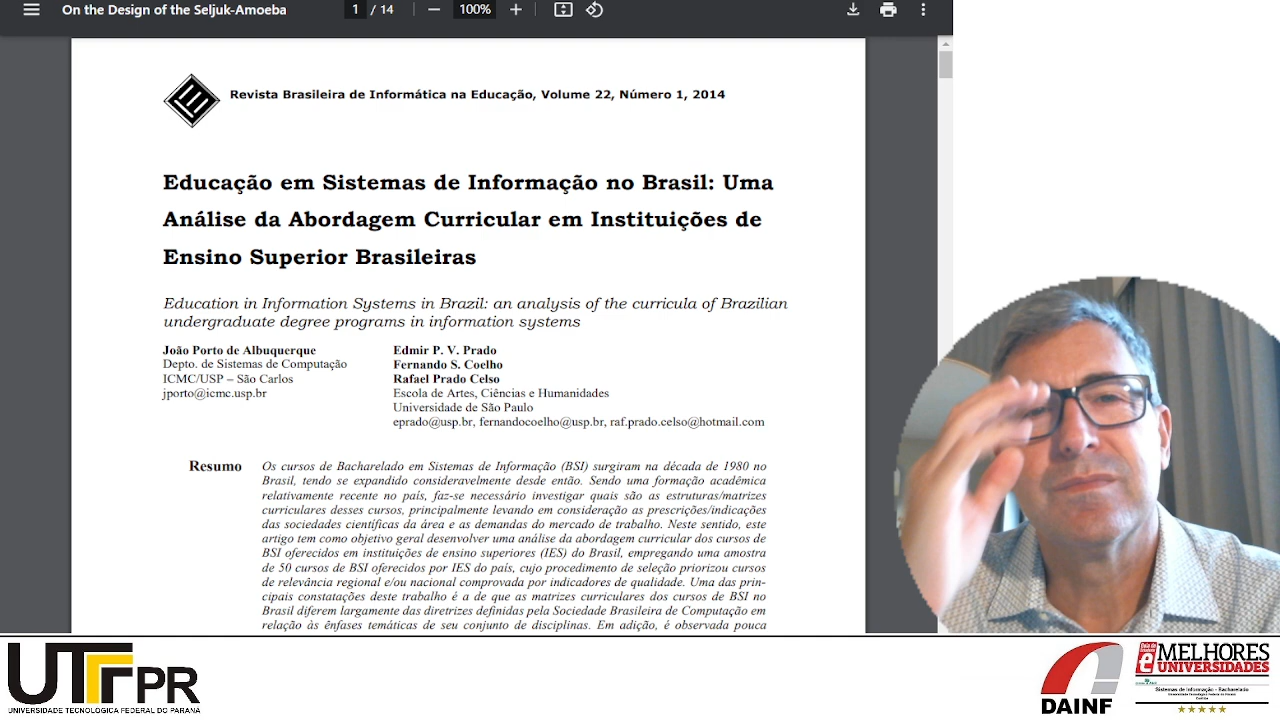 On the Design of the Seljuk-Amoeba
1 / 14
100%
Revista Brasileira de Informática na Educação, Volume 22, Número 1, 2014
Educação em Sistemas de Informação no Brasil: Uma
Análise da Abordagem Curricular em Instituições de
Ensino Superior Brasileiras
Education in Information Systems in Brazil: an analysis of the curricula of Brazilian
undergraduate degree programs in information systems
João Porto de Albuquerque
Depto. de Sistemas de Computação
ICMC/USP – São Carlos
jporto@icmc.usp.br
Edmir P. V. Prado
Fernando S. Coelho
Rafael Prado Celso
Escola de Artes, Ciências e Humanidades
Universidade de São Paulo
eprado@usp.br, fernandocoelho@usp.br, raf.prado.celso@hotmail.com
Resumo
Os cursos de Bacharelado em Sistemas de Informação (BSI) surgiram na década de 1980 no
Brasil, tendo se expandido consideravelmente desde então. Sendo uma formação acadêmica
relativamente recente no país, faz-se necessário investigar quais são as estruturas/matrizes
curriculares desses cursos, principalmente levando em consideração as prescrições/indicações
das sociedades científicas da área e as demandas do mercado de trabalho. Neste sentido, este
artigo tem como objetivo geral desenvolver uma análise da abordagem curricular dos cursos de
BSI oferecidos em instituições de ensino superiores (IES) do Brasil, empregando uma amostra
de 50 cursos de BSI oferecidos por IES do país, cujo procedimento de seleção priorizou cursos
de relevância regional e/ou nacional comprovada por indicadores de qualidade. Uma das prin-
cipais constatações deste trabalho é a de que as matrizes curriculares dos cursos de BSI no
Brasil diferem largamente das diretrizes definidas pela Sociedade Brasileira de Computação em
relação às ênfases temáticas de seu conjunto de disciplinas. Em adição, é observada pouca
UTFPR
UNIVERSIDADE TECNOLÓGICA FEDERAL DO PARANÁ
DAINF
MELHORES
UNIVERSIDADES
Sistemas de Informação - Bacharelado
Universidade Tecnológica Federal do Paraná
Curitiba